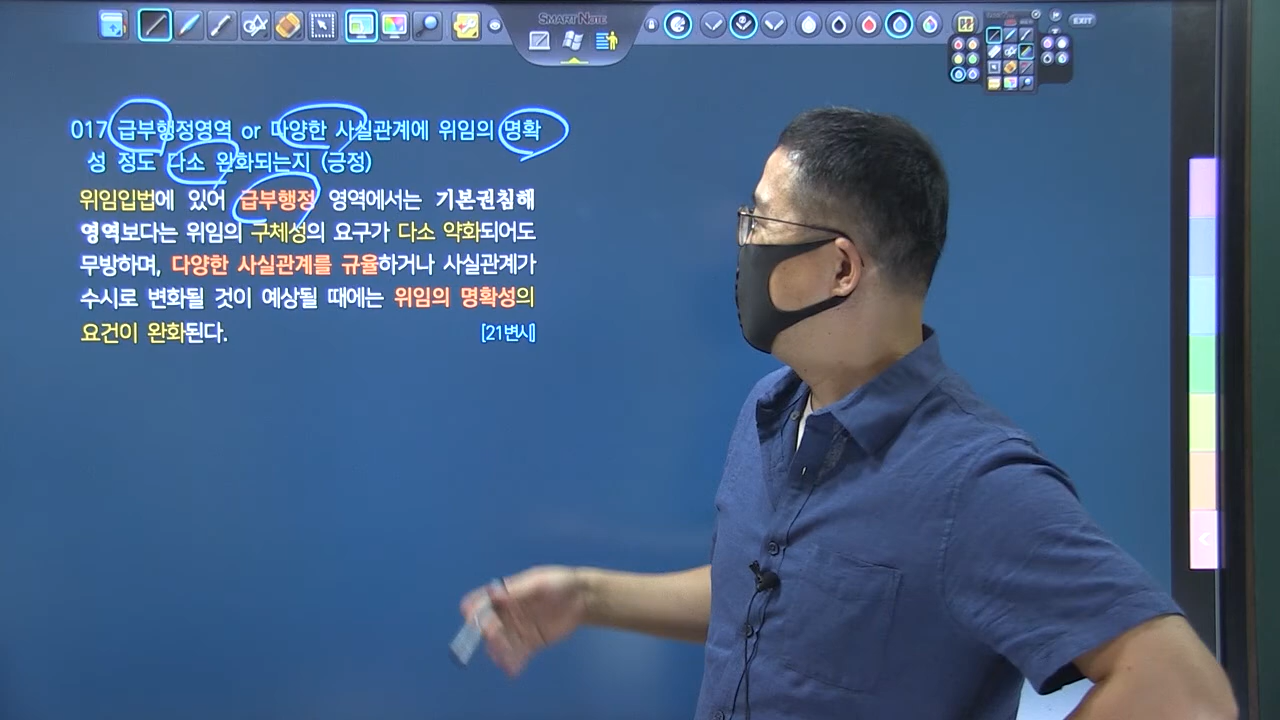 SMART NOTE
EXIT
017 급부행정영역 or 다양한 사실관계에 위임의 명확
성 정도 다소 완화되는지 (긍정)
위임입법에 있어 급부행정 영역에서는 기본권침해
영역보다는 위임의 구체성의 요구가 다소 약화되어도
무방하며, 다양한 사실관계를 규율하거나 사실관계가
수시로 변화될 것이 예상될 때에는 위임의 명확성의
요건이 완화된다. [21변시]